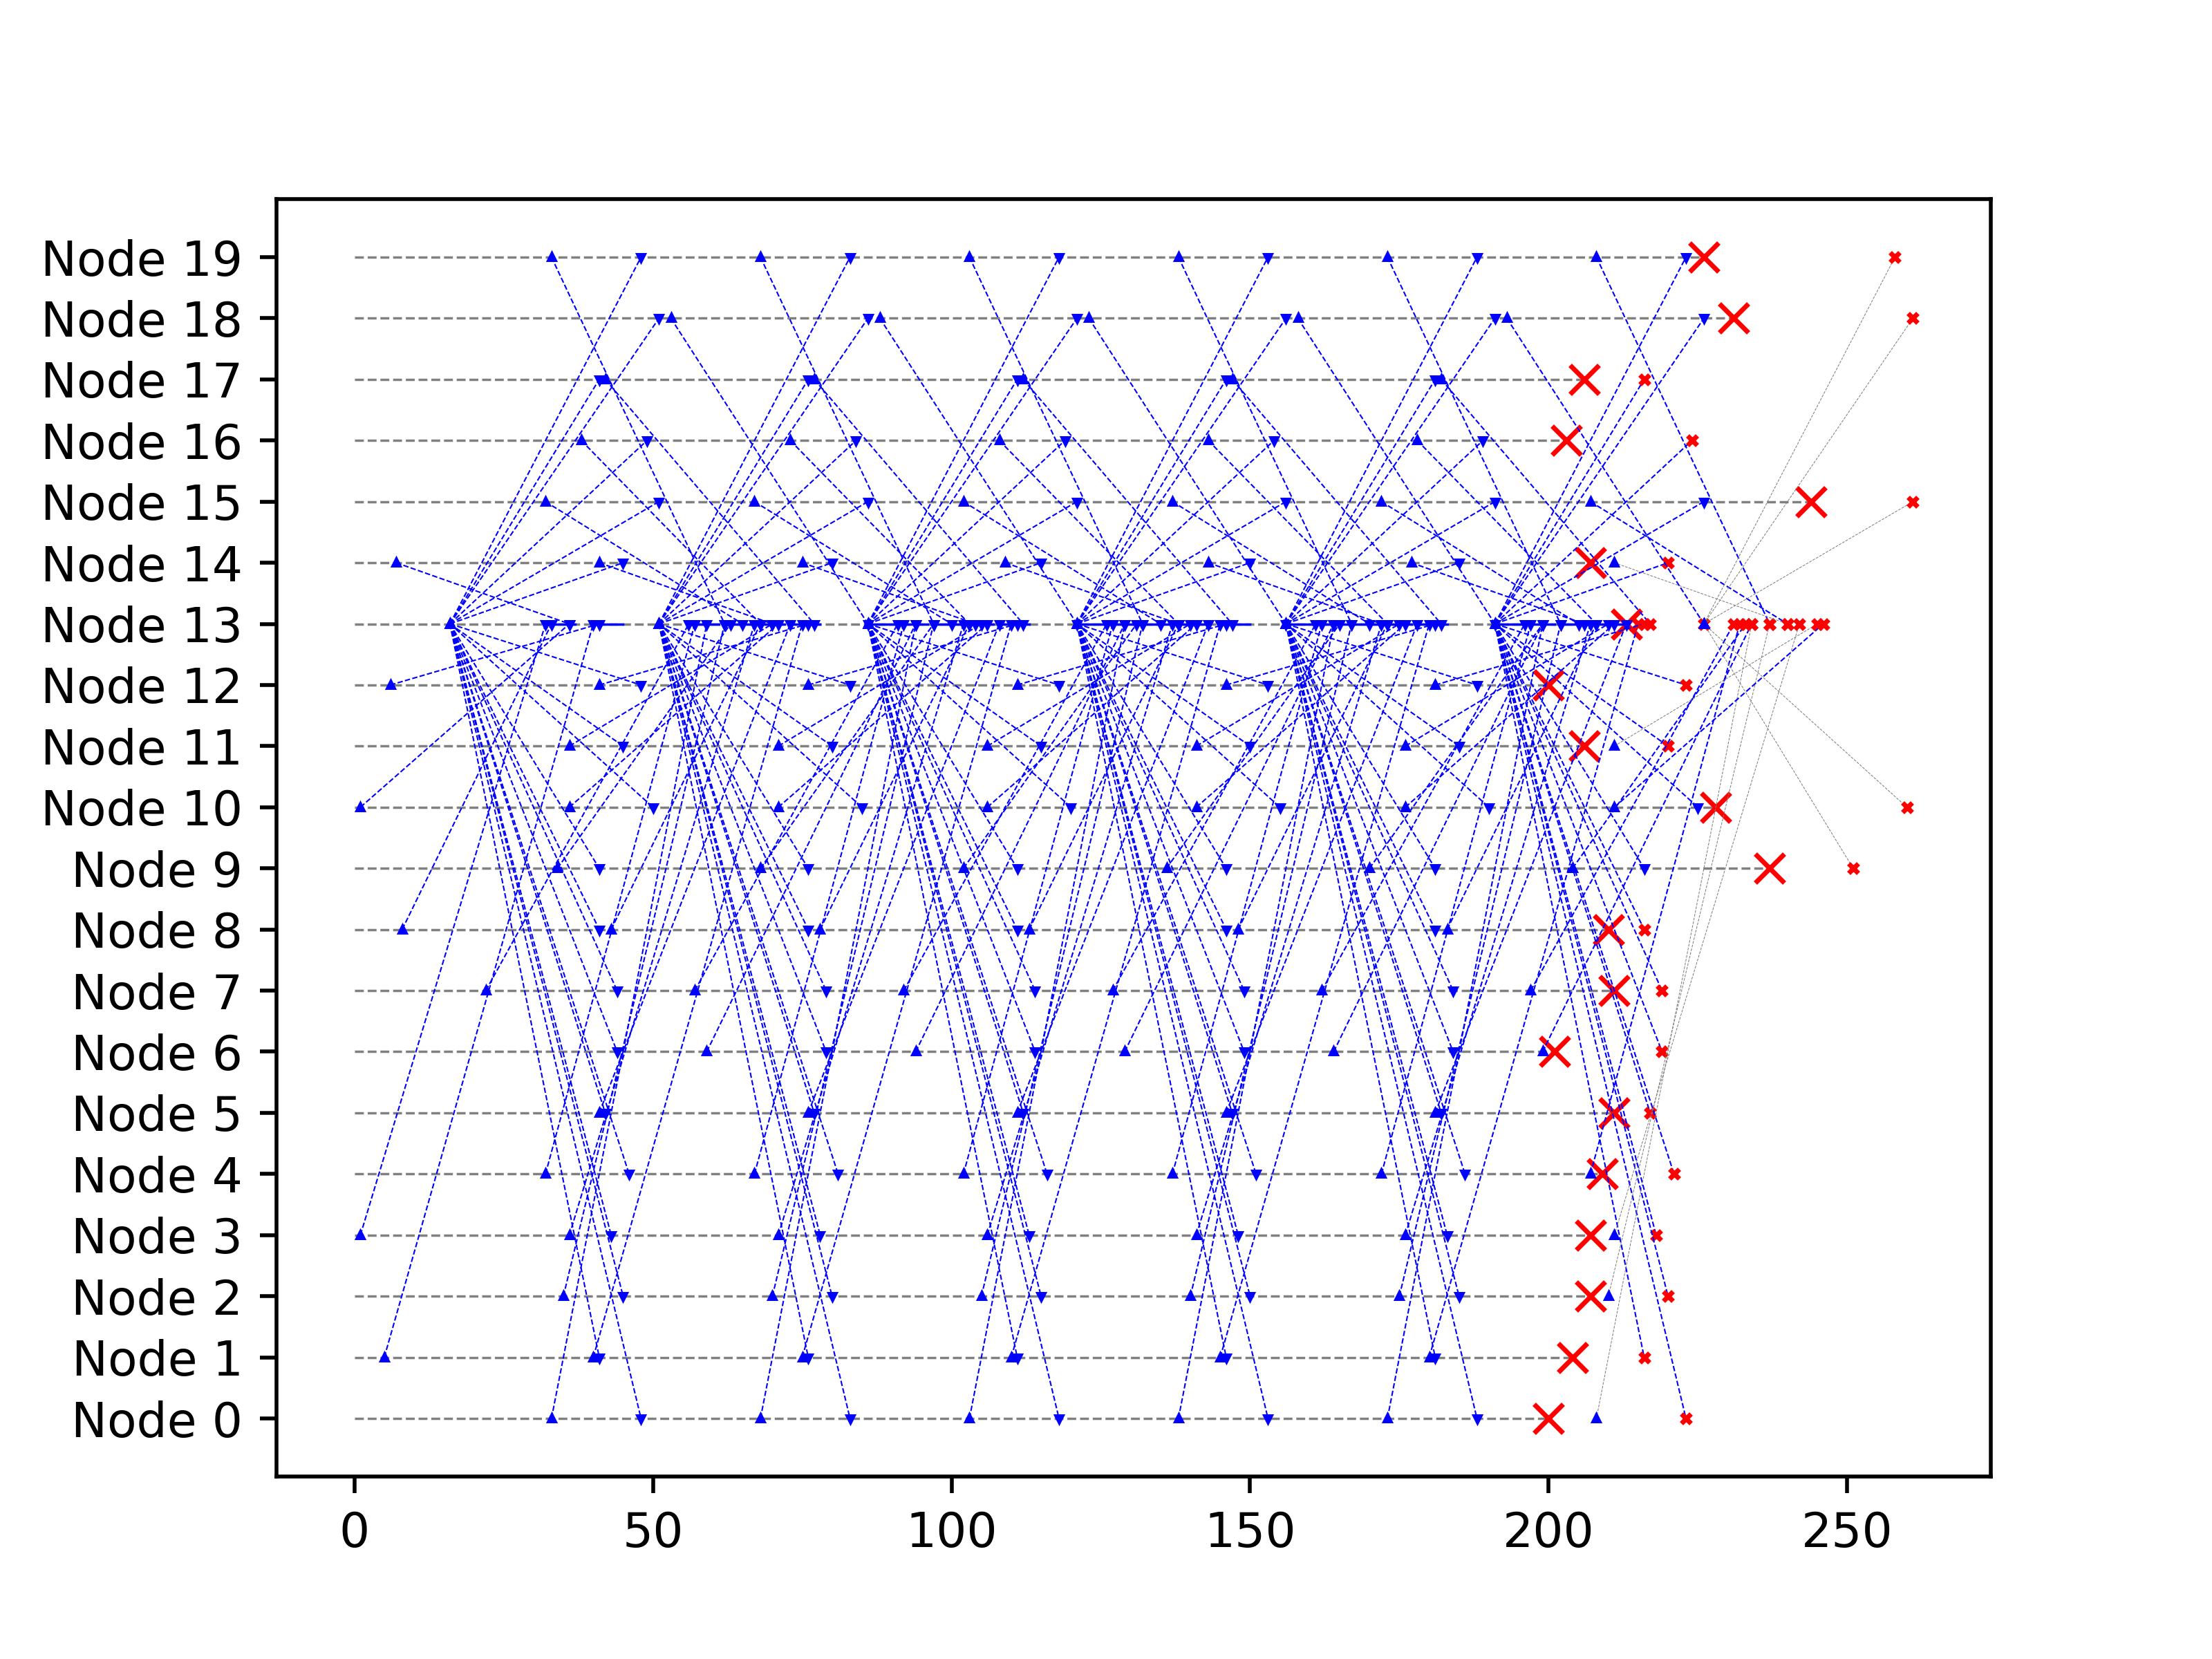 Node 19
Node 18
Node 17
Node 16
Node 15
Node 14
Node 13
Node 12
Node 11
Node 10
Node 9
Node 8
Node 7
Node 6
Node 5
Node 4
Node 3
Node 2
Node 1
Node 0
0 50 100 150 200 250